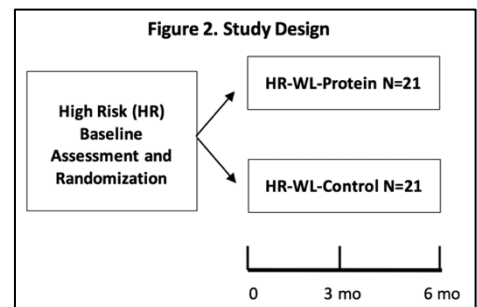 Figure 2. Study Design
High Risk (HR)
Baseline
Assessment and
Randomization
HR-WL-Protein N=21
HR-WL-Control N=21
0 3 mo 6 mo